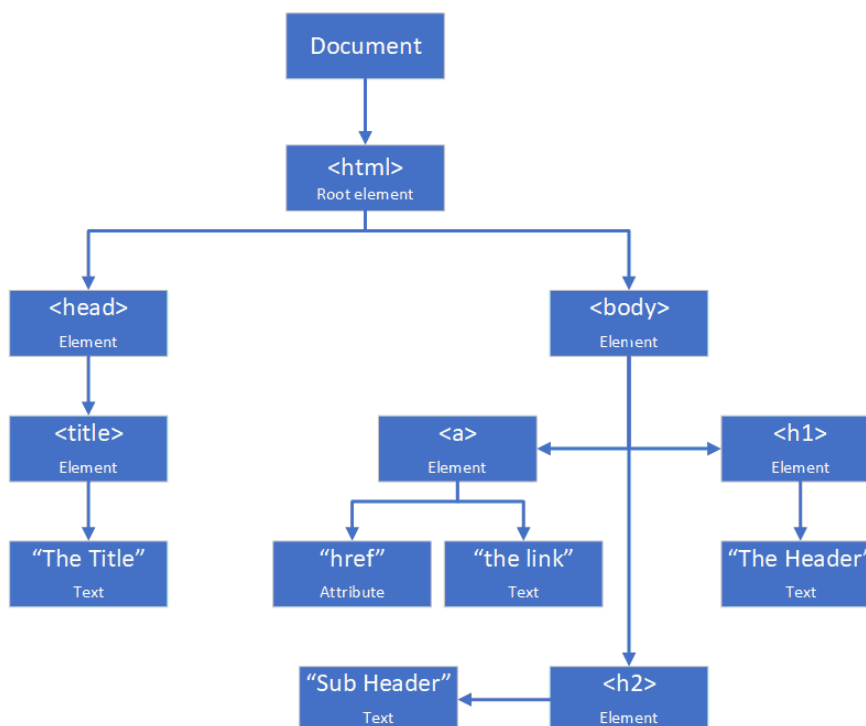 Document
<html>
Root element
<head>
Element
<body>
Element
<title>
Element
<a>
Element
<h1>
Element
“The Title”
Text
“href”
Attribute
“the link”
Text
“The Header”
Text
“Sub Header”
Text
<h2>
Element